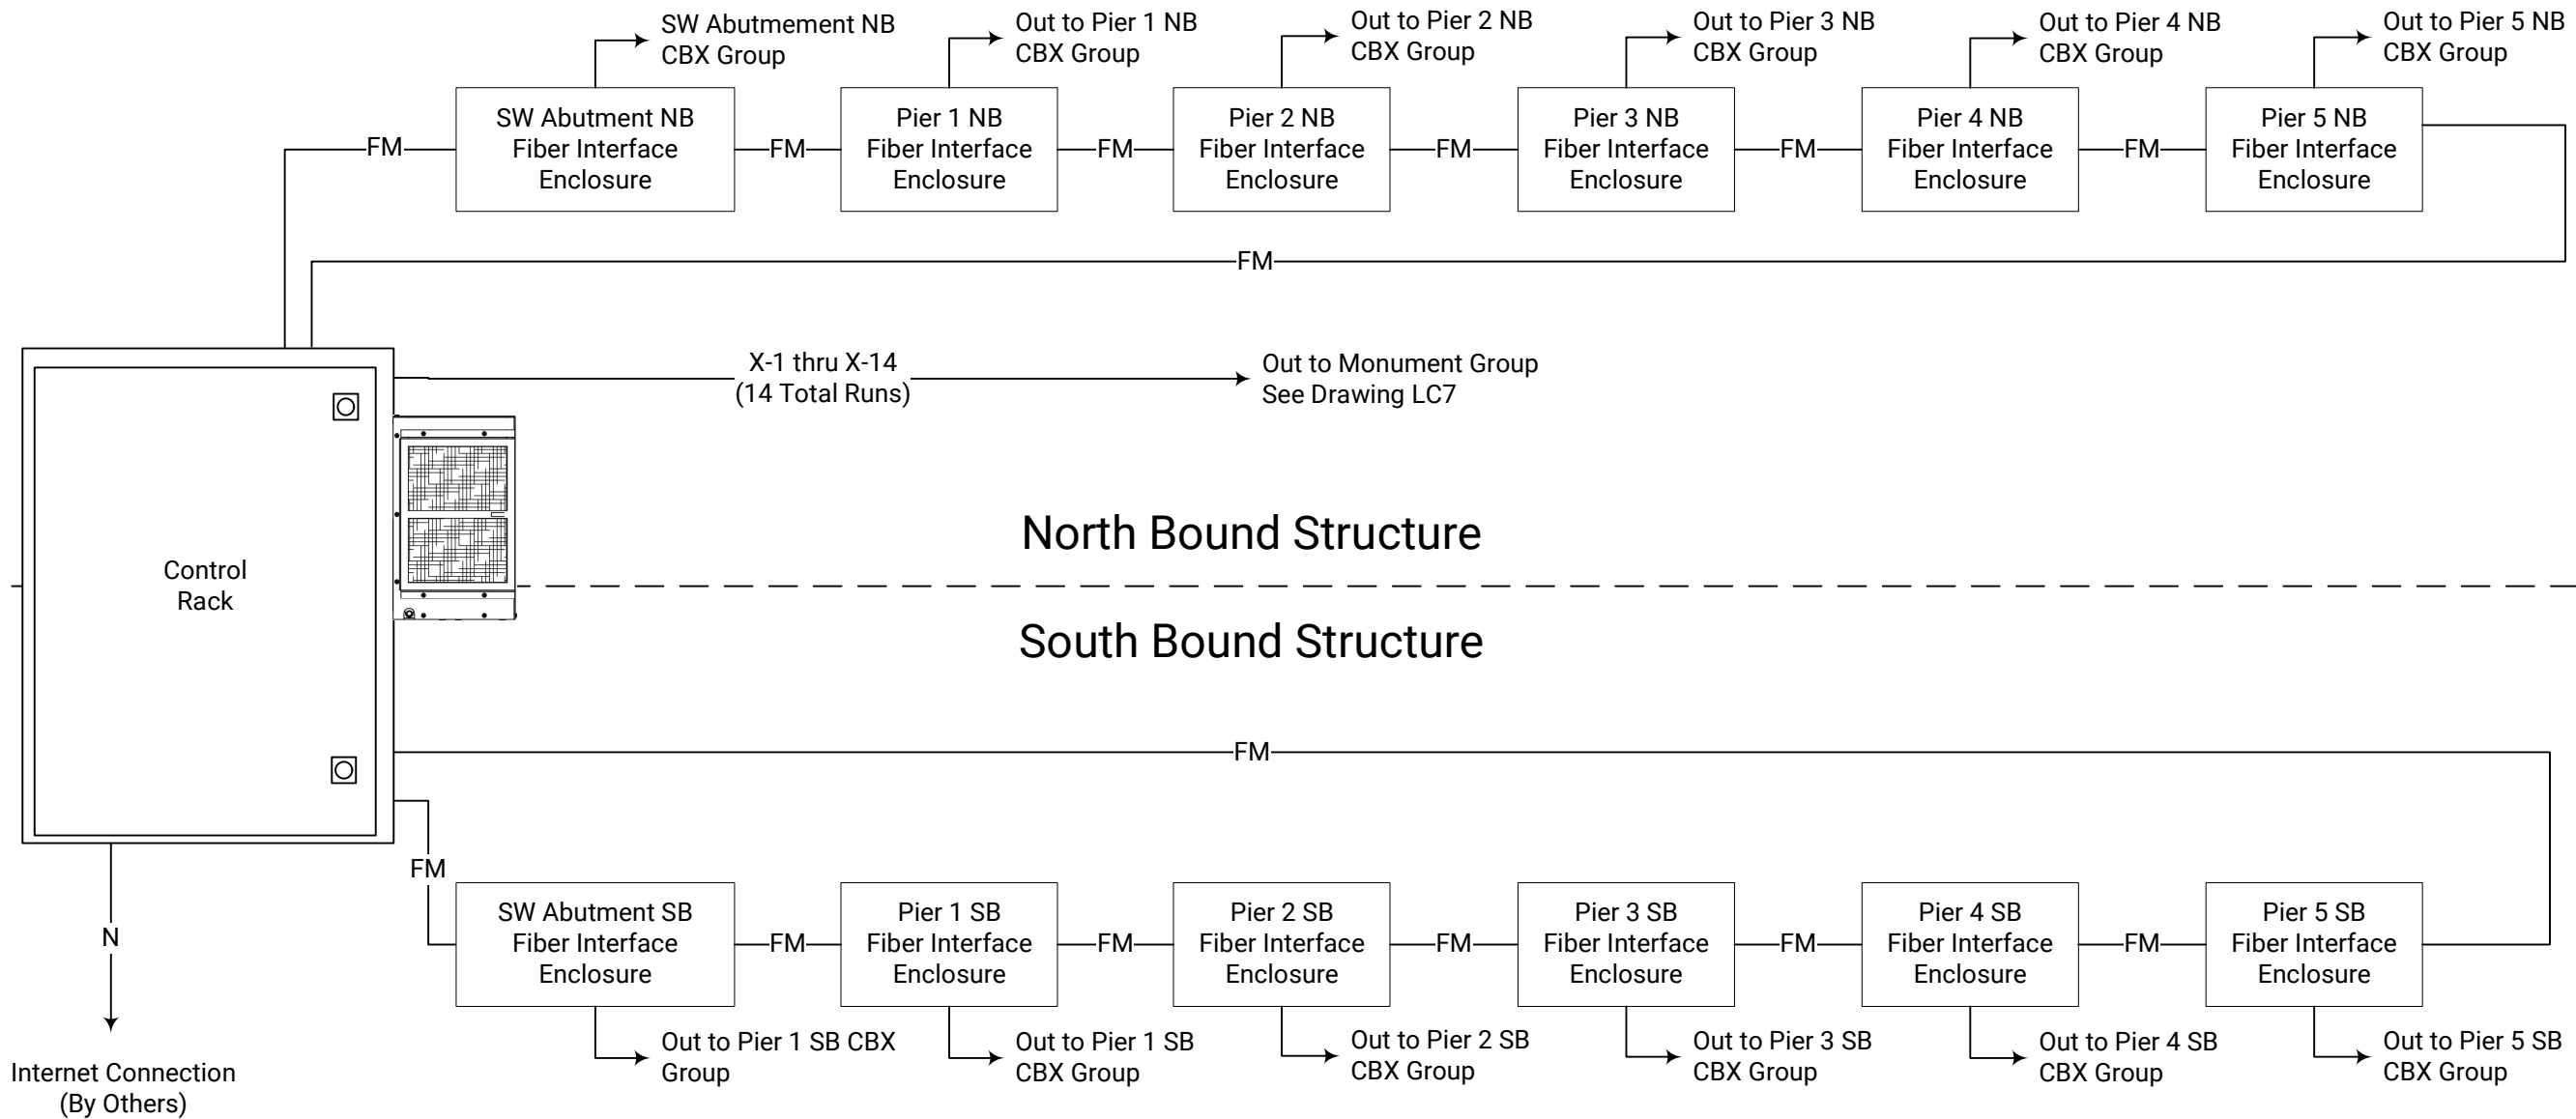 SW Abutmement NB
CBX Group
Out to Pier 1 NB
CBX Group
Out to Pier 2 NB
CBX Group
Out to Pier 3 NB
CBX Group
Out to Pier 4 NB
CBX Group
Out to Pier 5 NB
CBX Group
FM
SW Abutment NB
Fiber Interface
Enclosure
FM
Pier 1 NB
Fiber Interface
Enclosure
FM
Pier 2 NB
Fiber Interface
Enclosure
FM
Pier 3 NB
Fiber Interface
Enclosure
FM
Pier 4 NB
Fiber Interface
Enclosure
FM
Pier 5 NB
Fiber Interface
Enclosure
FM
X-1 thru X-14
(14 Total Runs)
Out to Monument Group
See Drawing LC7
North Bound Structure
Control
Rack
South Bound Structure
FM
FM
SW Abutment SB
Fiber Interface
Enclosure
FM
Pier 1 SB
Fiber Interface
Enclosure
FM
Pier 2 SB
Fiber Interface
Enclosure
FM
Pier 3 SB
Fiber Interface
Enclosure
FM
Pier 4 SB
Fiber Interface
Enclosure
FM
Pier 5 SB
Fiber Interface
Enclosure
N
Out to Pier 1 SB CBX
Group
Out to Pier 1 SB
CBX Group
Out to Pier 2 SB
CBX Group
Out to Pier 3 SB
CBX Group
Out to Pier 4 SB
CBX Group
Out to Pier 5 SB
CBX Group
Internet Connection
(By Others)